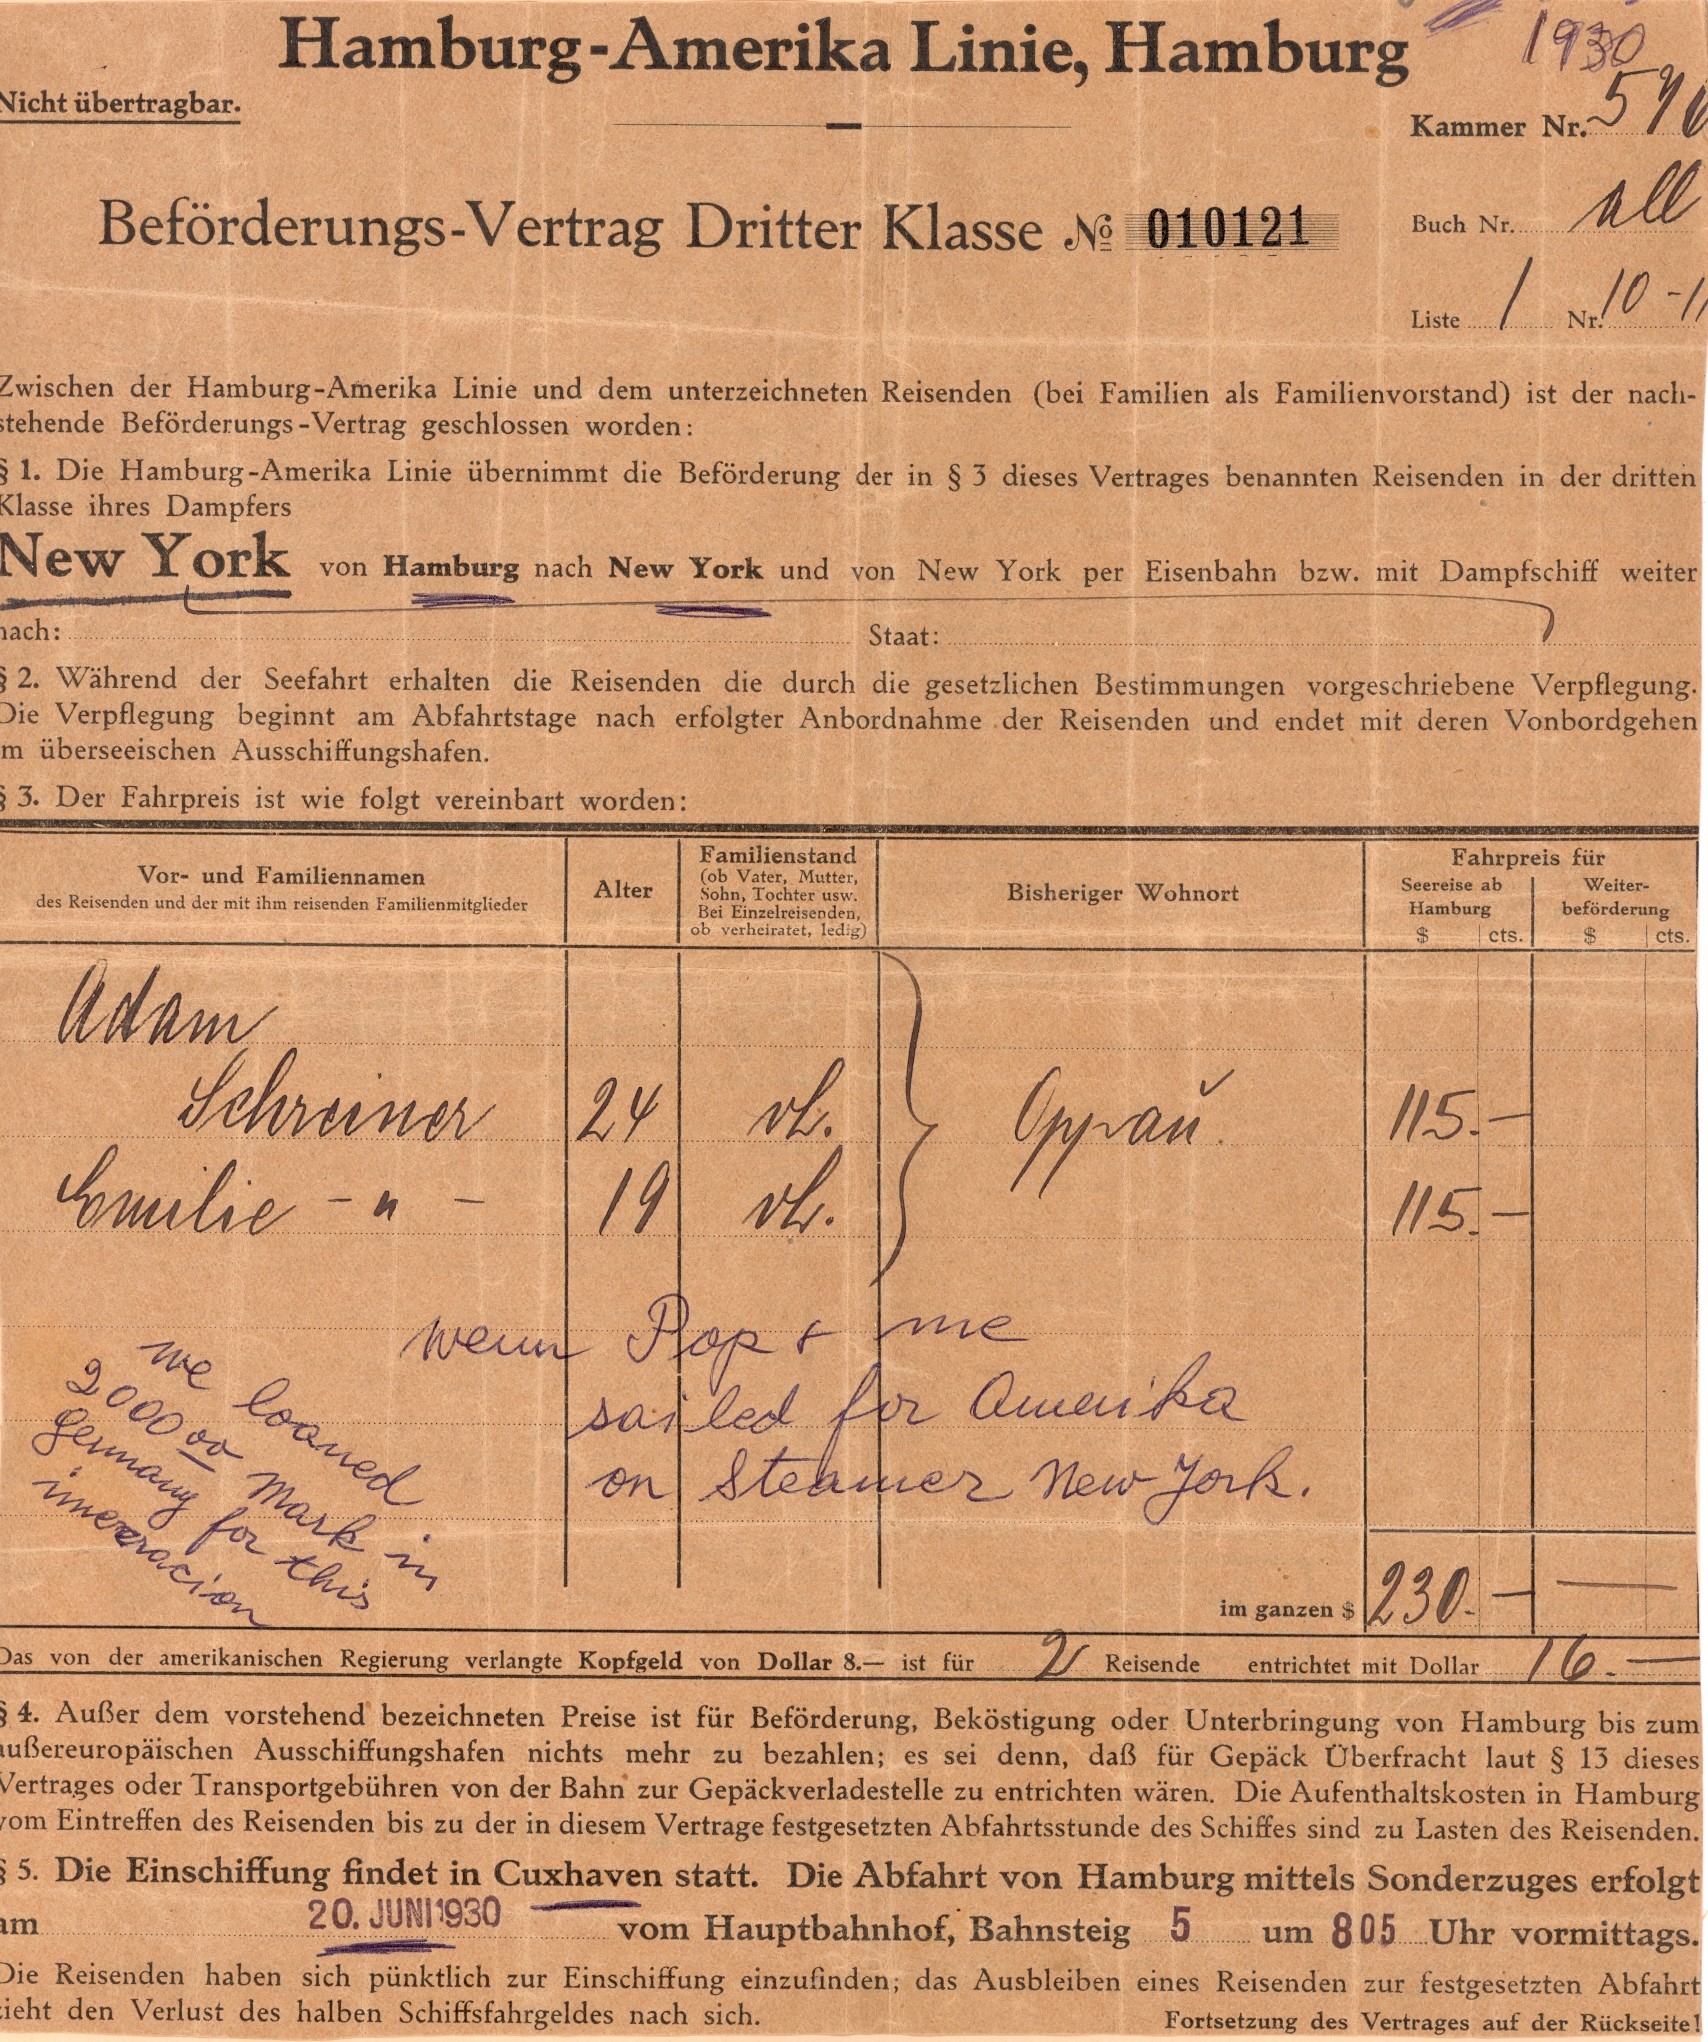 1930
Hamburg-Amerika Linie, Hamburg
Nicht übertragbar.
Kammer Nr.
Beförderungs-Vertrag Dritter Klasse № 010121
Buch Nr. all
Liste 1 Nr. 10-11
Zwischen der Hamburg-Amerika Linie und dem unterzeichneten Reisenden (bei Familien als Familienvorstand) ist der nach-
stehende Beförderungs-Vertrag geschlossen worden:
§ 1. Die Hamburg-Amerika Linie übernimmt die Beförderung der in § 3 dieses Vertrages benannten Reisenden in der dritten
Klasse ihres Dampfers
New York von Hamburg nach New York und von New York per Eisenbahn bzw. mit Dampfschiff weiter
nach: Staat:
§ 2. Während der Seefahrt erhalten die Reisenden die durch die gesetzlichen Bestimmungen vorgeschriebene Verpflegung.
Die Verpflegung beginnt am Abfahrtstage nach erfolgter Anbordnahme der Reisenden und endet mit deren Vonbordgehen
im überseeischen Ausschiffungshafen.
§ 3. Der Fahrpreis ist wie folgt vereinbart worden:
Vor- und Familiennamen
des Reisenden und der mit ihm reisenden Familienmitglieder
Alter
Familienstand
(ob Vater, Mutter,
Sohn, Tochter usw.
Bei Einzelreisenden,
ob verheiratet, ledig)
Bisheriger Wohnort
Fahrpreis für
Seereise ab
Hamburg
$ cts.
Weiter-
beförderung
$ cts.
Adam
Schreiner 24 vh. Oppau 115.—
Emilie - " - 19 vh. 115.—
wenn Pop + me
sailed for Amerika
on Steamer New York.
we loaned
2000 00 Mark in
Germany for this
im ganzen $ 230.— —
Das von der amerikanischen Regierung verlangte Kopfgeld von Dollar 8.— ist für 2 Reisende entrichtet mit Dollar 16.—
§ 4. Außer dem vorstehend bezeichneten Preise ist für Beförderung, Beköstigung oder Unterbringung von Hamburg bis zum
außereuropäischen Ausschiffungshafen nichts mehr zu bezahlen; es sei denn, daß für Gepäck Überfracht laut § 13 dieses
Vertrages oder Transportgebühren von der Bahn zur Gepäckverladestelle zu entrichten wären. Die Aufenthaltskosten in Hamburg
vom Eintreffen des Reisenden bis zu der in diesem Vertrage festgesetzten Abfahrtsstunde des Schiffes sind zu Lasten des Reisenden.
§ 5. Die Einschiffung findet in Cuxhaven statt. Die Abfahrt von Hamburg mittels Sonderzuges erfolgt
am 20. JUNI 1930 vom Hauptbahnhof, Bahnsteig 5 um 805 Uhr vormittags.
Die Reisenden haben sich pünktlich zur Einschiffung einzufinden; das Ausbleiben eines Reisenden zur festgesetzten Abfahrt
zieht den Verlust des halben Schiffsfahrgeldes nach sich.
Fortsetzung des Vertrages auf der Rückseite!